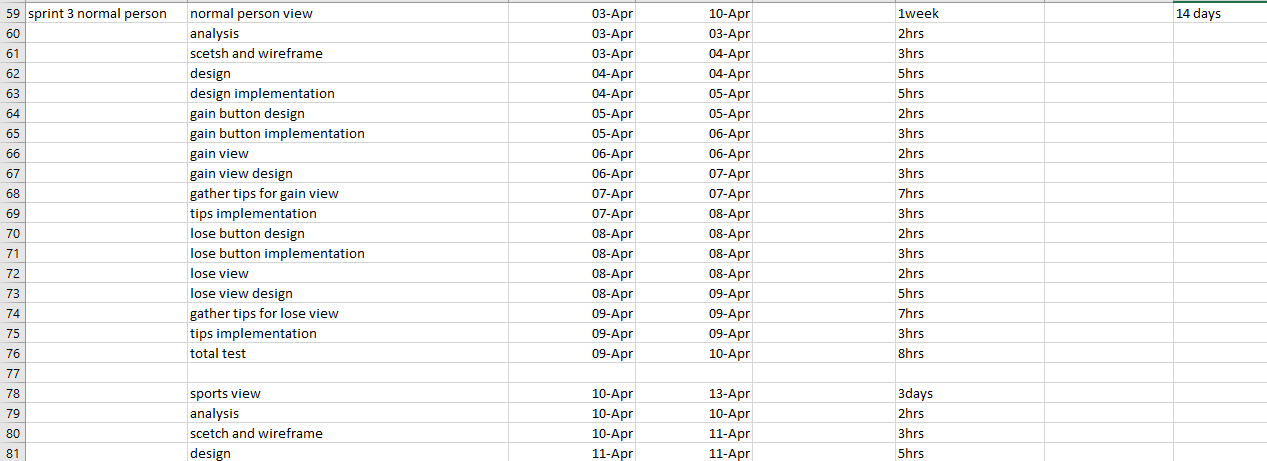 59 sprint 3 normal person normal person view 03-Apr 10-Apr 1week 14 days
60 analysis 03-Apr 03-Apr 2hrs
61 scetsh and wireframe 03-Apr 04-Apr 3hrs
62 design 04-Apr 04-Apr 5hrs
63 design implementation 04-Apr 05-Apr 5hrs
64 gain button design 05-Apr 05-Apr 2hrs
65 gain button implementation 05-Apr 06-Apr 3hrs
66 gain view 06-Apr 06-Apr 2hrs
67 gain view design 06-Apr 07-Apr 3hrs
68 gather tips for gain view 07-Apr 07-Apr 7hrs
69 tips implementation 07-Apr 08-Apr 3hrs
70 lose button design 08-Apr 08-Apr 2hrs
71 lose button implementation 08-Apr 08-Apr 3hrs
72 lose view 08-Apr 08-Apr 2hrs
73 lose view design 08-Apr 09-Apr 5hrs
74 gather tips for lose view 09-Apr 09-Apr 7hrs
75 tips implementation 09-Apr 09-Apr 3hrs
76 total test 09-Apr 10-Apr 8hrs
77
78 sports view 10-Apr 13-Apr 3days
79 analysis 10-Apr 10-Apr 2hrs
80 scetch and wireframe 10-Apr 11-Apr 3hrs
81 design 11-Apr 11-Apr 5hrs